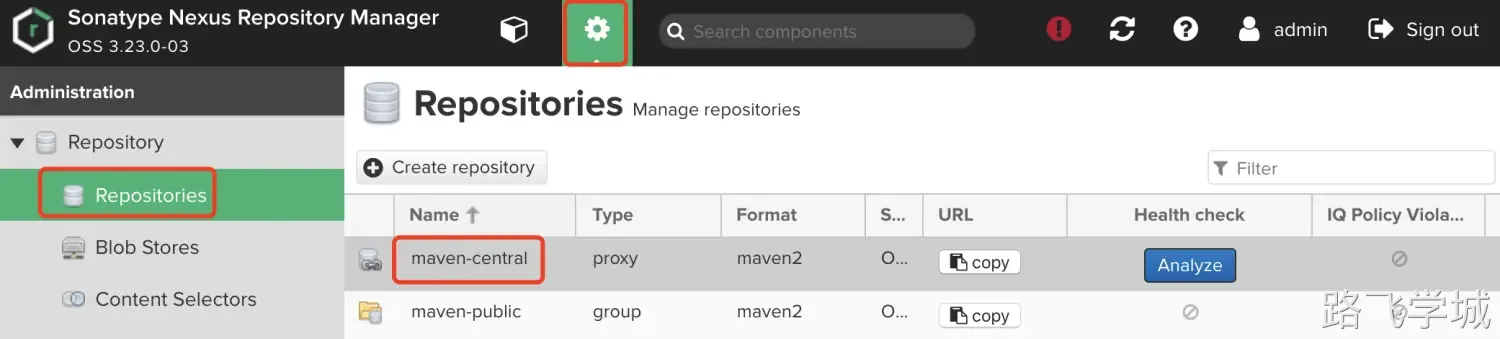 Sonatype Nexus Repository Manager
OSS 3.23.0-03
Search components
admin
Sign out
Administration
Repository
Repositories
Blob Stores
Content Selectors
Repositories Manage repositories
Create repository
Filter
Name Type Format S... URL Health check IQ Policy Viola...
maven-central proxy maven2 O... copy Analyze
maven-public group maven2 O... copy
路飞学城